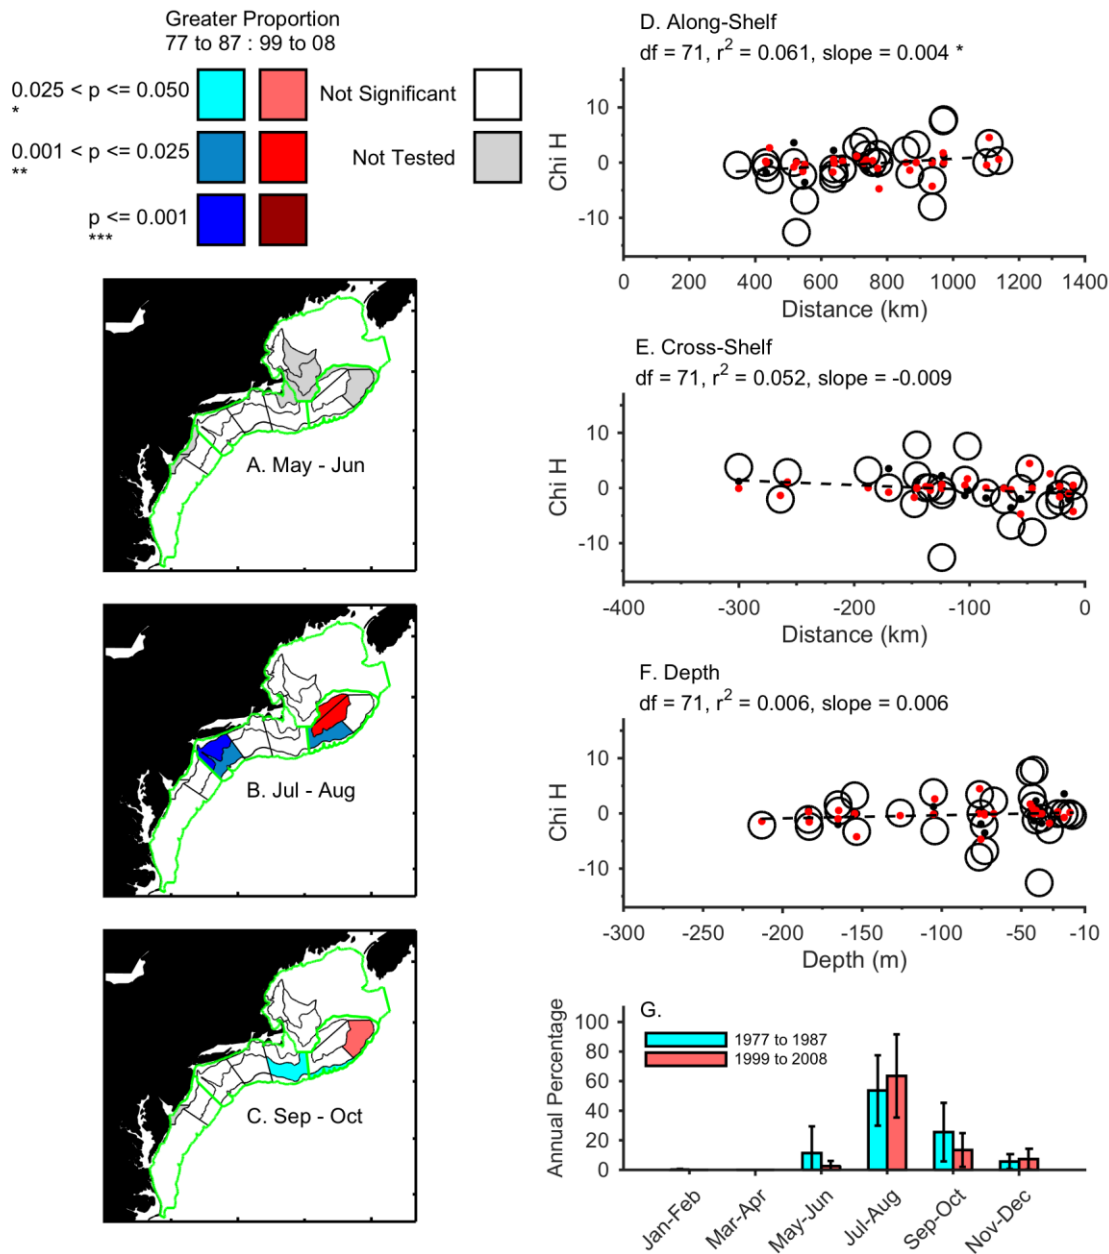 Greater Proportion
77 to 87 : 99 to 08
0.025 < p <= 0.050
*
0.001 < p <= 0.025
**
p <= 0.001
***
Not Significant
Not Tested
A. May - Jun
B. Jul - Aug
C. Sep - Oct
D. Along-Shelf
df = 71, r² = 0.061, slope = 0.004 *
Chi H
10
0
-10
0 200 400 600 800 1000 1200 1400
Distance (km)
E. Cross-Shelf
df = 71, r² = 0.052, slope = -0.009
Chi H
10
0
-10
-400 -300 -200 -100 0
Distance (km)
F. Depth
df = 71, r² = 0.006, slope = 0.006
Chi H
10
0
-10
-300 -250 -200 -150 -100 -50 -10
Depth (m)
G.
Annual Percentage
100
80
60
40
20
0
1977 to 1987
1999 to 2008
Jan-Feb Mar-Apr May-Jun Jul-Aug Sep-Oct Nov-Dec